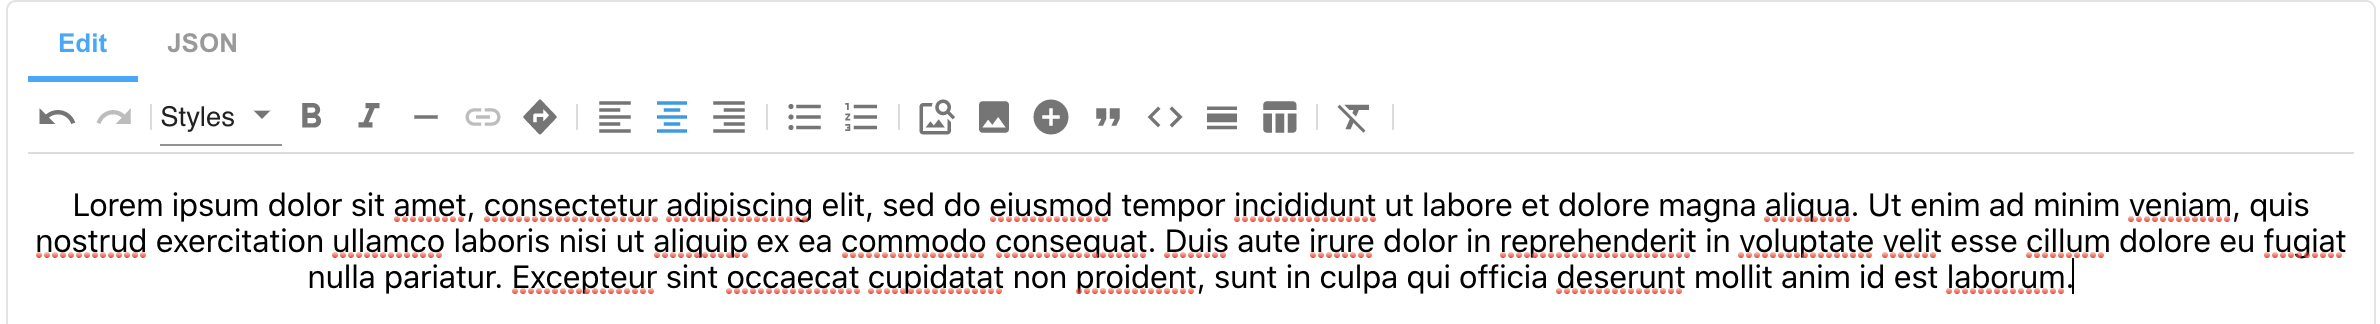 Edit JSON
Styles
Lorem ipsum dolor sit amet, consectetur adipiscing elit, sed do eiusmod tempor incididunt ut labore et dolore magna aliqua. Ut enim ad minim veniam, quis
nostrud exercitation ullamco laboris nisi ut aliquip ex ea commodo consequat. Duis aute irure dolor in reprehenderit in voluptate velit esse cillum dolore eu fugiat
nulla pariatur. Excepteur sint occaecat cupidatat non proident, sunt in culpa qui officia deserunt mollit anim id est laborum.